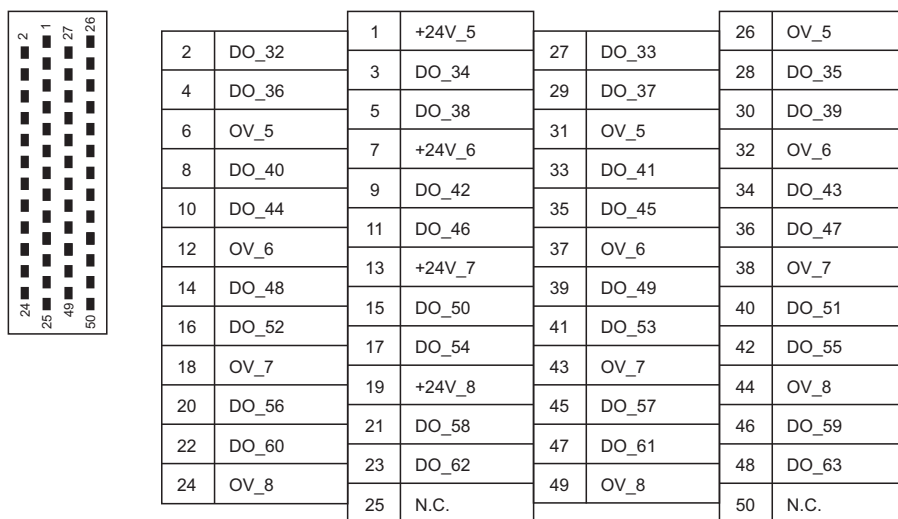 2 1 27 26
24 25 49 50
1 +24V_5 26 OV_5
2 DO_32 27 DO_33
3 DO_34 28 DO_35
4 DO_36 29 DO_37
5 DO_38 30 DO_39
6 OV_5 31 OV_5
7 +24V_6 32 OV_6
8 DO_40 33 DO_41
9 DO_42 34 DO_43
10 DO_44 35 DO_45
11 DO_46 36 DO_47
12 OV_6 37 OV_6
13 +24V_7 38 OV_7
14 DO_48 39 DO_49
15 DO_50 40 DO_51
16 DO_52 41 DO_53
17 DO_54 42 DO_55
18 OV_7 43 OV_7
19 +24V_8 44 OV_8
20 DO_56 45 DO_57
21 DO_58 46 DO_59
22 DO_60 47 DO_61
23 DO_62 48 DO_63
24 OV_8 49 OV_8
25 N.C. 50 N.C.